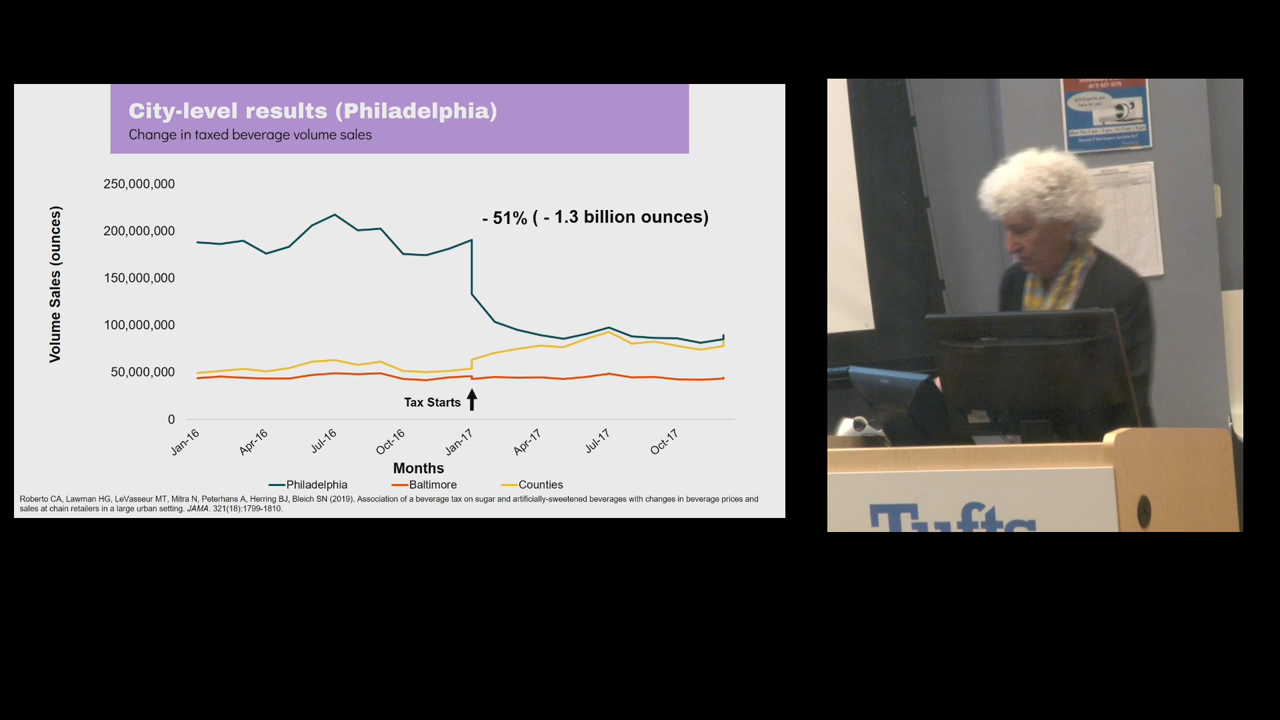 City-level results (Philadelphia)
Change in taxed beverage volume sales
Volume Sales (ounces)
250,000,000
200,000,000
150,000,000
100,000,000
50,000,000
0
- 51% ( - 1.3 billion ounces)
Tax Starts
Jan-16
Apr-16
Jul-16
Oct-16
Jan-17
Apr-17
Jul-17
Oct-17
Months
Philadelphia
Baltimore
Counties
Roberto CA, Lawman HG, LeVasseur MT, Mitra N, Peterhans A, Herring BJ, Bleich SN (2019). Association of a beverage tax on sugar and artificially-sweetened beverages with changes in beverage prices and
sales at chain retailers in a large urban setting. JAMA. 321(18):1799-1810.
Tufts